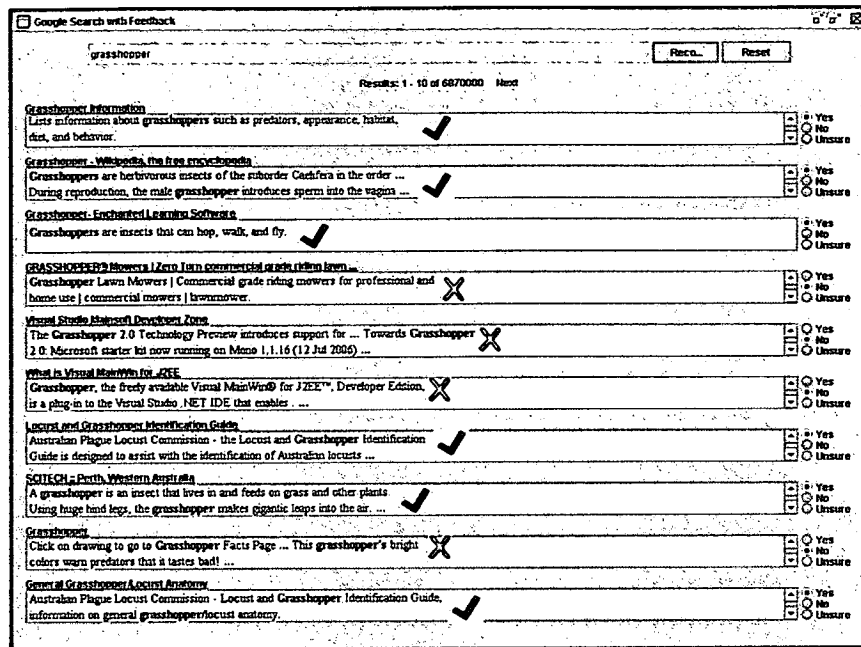 Google Search with Feedback
grasshopper
Reco... Reset
Results: 1 - 10 of 6870000 Next
Grasshopper Information
Lists information about grasshoppers such as predators, appearance, habitat,
diet, and behavior.
Yes
No
Unsure
Grasshopper - Wikipedia, the free encyclopedia
Grasshoppers are herbivorous insects of the suborder Caelifera in the order ...
During reproduction, the male grasshopper introduces sperm into the vagina ...
Yes
No
Unsure
Grasshopper- Enchanted Learning Software
Grasshoppers are insects that can hop, walk, and fly.
Yes
No
Unsure
GRASSHOPPER'S Mowers | Zero Turn commercial grade riding lawn ...
Grasshopper Lawn Mowers | Commercial grade riding mowers for professional and
home use | commercial mowers | lawnmower.
Yes
No
Unsure
Visual Studio Mainsoft Developer Zone
The Grasshopper 2.0 Technology Preview introduces support for ... Towards Grasshopper
2.0: Microsoft starter kit now running on Mono 1.1.16 (12 Jul 2006) ...
Yes
No
Unsure
What is Visual MainWin for J2EE
Grasshopper, the freely available Visual MainWin® for J2EE™, Developer Edition,
is a plug-in to the Visual Studio .NET IDE that enables . ...
Yes
No
Unsure
Locust and Grasshopper Identification Guide
Australian Plague Locust Commission - the Locust and Grasshopper Identification
Guide is designed to assist with the identification of Australian locusts ...
Yes
No
Unsure
SCITECH :: Perth, Western Australia
A grasshopper is an insect that lives in and feeds on grass and other plants.
Using huge hind legs, the grasshopper makes gigantic leaps into the air. ...
Yes
No
Unsure
Grasshopper
Click on drawing to go to Grasshopper Facts Page ... This grasshopper's bright
colors warn predators that it tastes bad! ...
Yes
No
Unsure
General Grasshopper/Locust Anatomy
Australian Plague Locust Commission - Locust and Grasshopper Identification Guide,
information on general grasshopper/locust anatomy.
Yes
No
Unsure